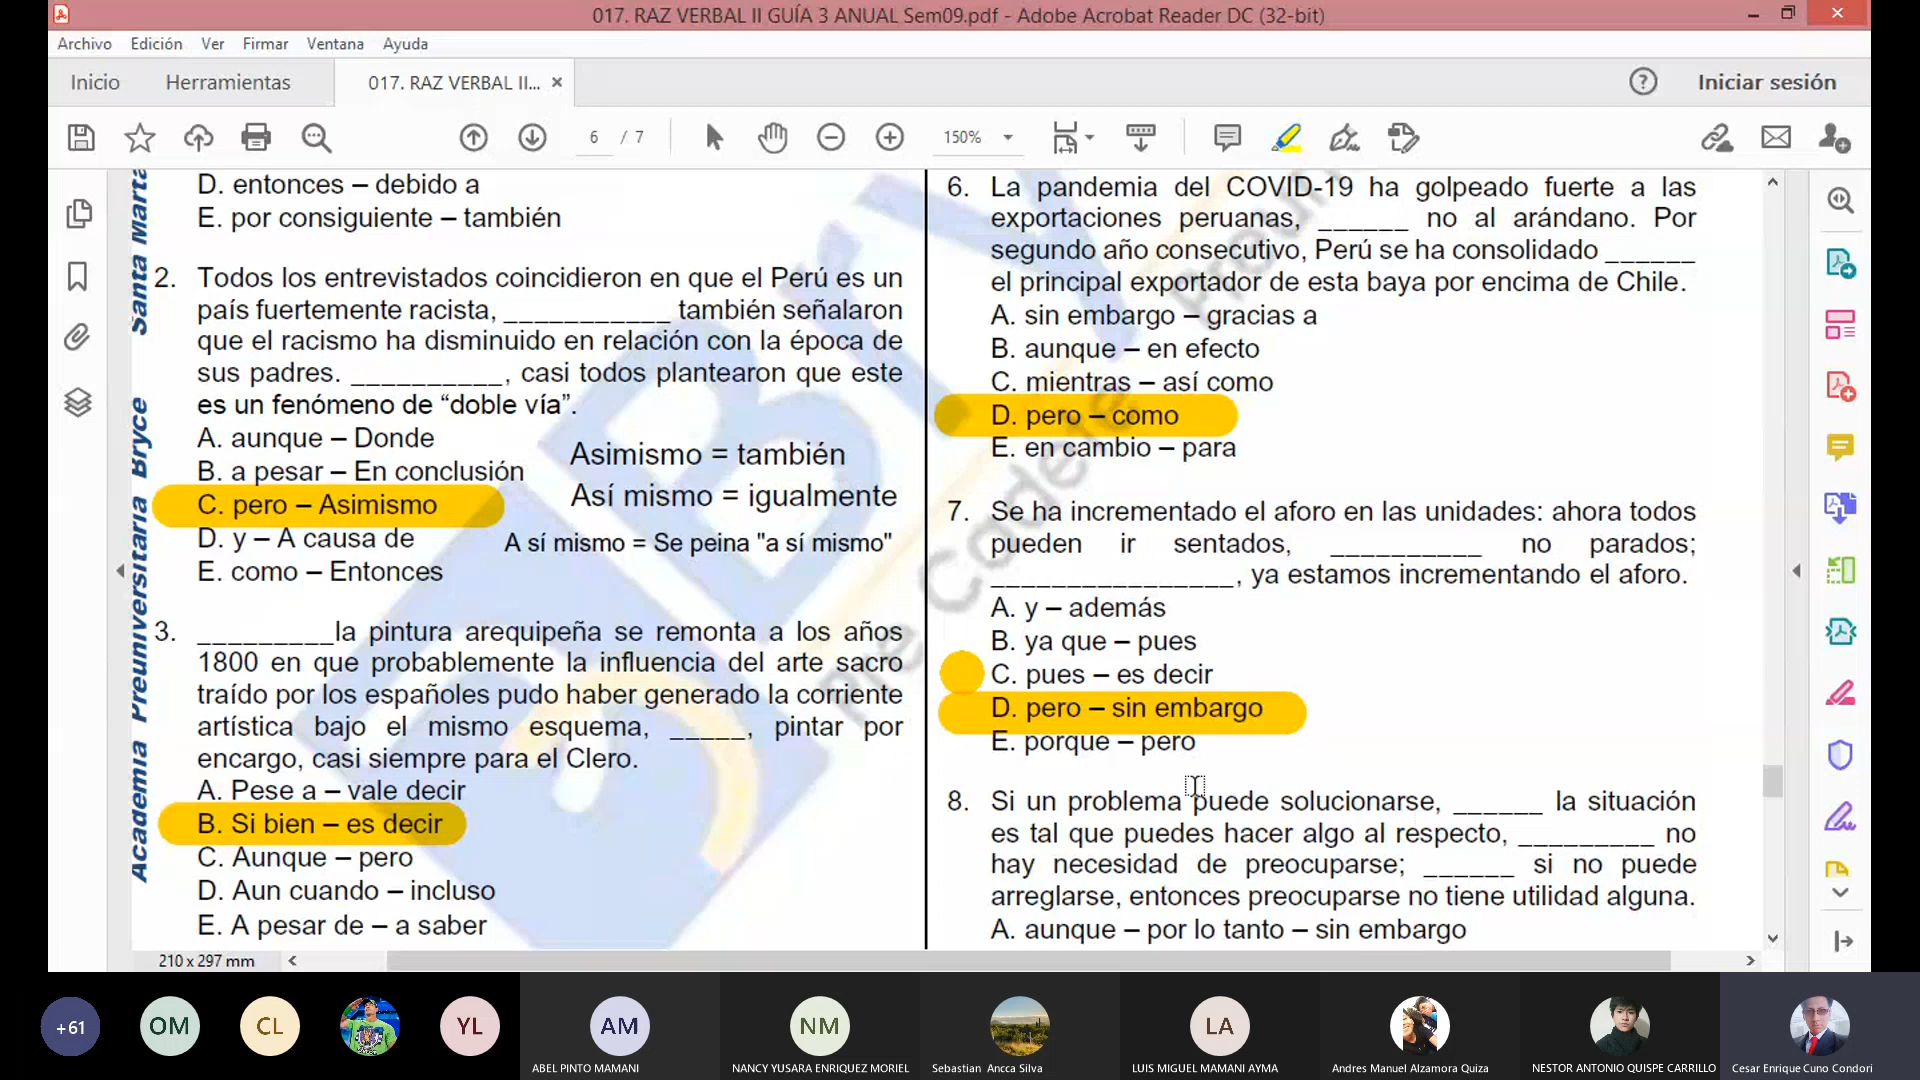 017. RAZ VERBAL II GUÍA 3 ANUAL Sem09.pdf - Adobe Acrobat Reader DC (32-bit)
Archivo Edición Ver Firmar Ventana Ayuda
Inicio Herramientas 017. RAZ VERBAL II... × Iniciar sesión
6 / 7 150%
Academia Preuniversitaria Bryce Santa Marta
D. entonces – debido a
E. por consiguiente – también
2. Todos los entrevistados coincidieron en que el Perú es un
país fuertemente racista, ___________ también señalaron
que el racismo ha disminuido en relación con la época de
sus padres. __________, casi todos plantearon que este
es un fenómeno de “doble vía”.
A. aunque – Donde
B. a pesar – En conclusión
C. pero – Asimismo
D. y – A causa de
E. como – Entonces
Asimismo = también
Así mismo = igualmente
A sí mismo = Se peina "a sí mismo"
3. _________la pintura arequipeña se remonta a los años
1800 en que probablemente la influencia del arte sacro
traído por los españoles pudo haber generado la corriente
artística bajo el mismo esquema, _____, pintar por
encargo, casi siempre para el Clero.
A. Pese a – vale decir
B. Si bien – es decir
C. Aunque – pero
D. Aun cuando – incluso
E. A pesar de – a saber
6. La pandemia del COVID-19 ha golpeado fuerte a las
exportaciones peruanas, ______ no al arándano. Por
segundo año consecutivo, Perú se ha consolidado ______
el principal exportador de esta baya por encima de Chile.
A. sin embargo – gracias a
B. aunque – en efecto
C. mientras – así como
D. pero – como
E. en cambio – para
7. Se ha incrementado el aforo en las unidades: ahora todos
pueden ir sentados, __________ no parados;
________________, ya estamos incrementando el aforo.
A. y – además
B. ya que – pues
C. pues – es decir
D. pero – sin embargo
E. porque – pero
8. Si un problema puede solucionarse, ______ la situación
es tal que puedes hacer algo al respecto, _________ no
hay necesidad de preocuparse; ______ si no puede
arreglarse, entonces preocuparse no tiene utilidad alguna.
A. aunque – por lo tanto – sin embargo
210 x 297 mm
+61 OM CL YL AM NM LA
ABEL PINTO MAMANI
NANCY YUSARA ENRIQUEZ MORIEL
Sebastian Ancca Silva
LUIS MIGUEL MAMANI AYMA
Andres Manuel Alzamora Quiza
NESTOR ANTONIO QUISPE CARRILLO
Cesar Enrique Cuno Condori